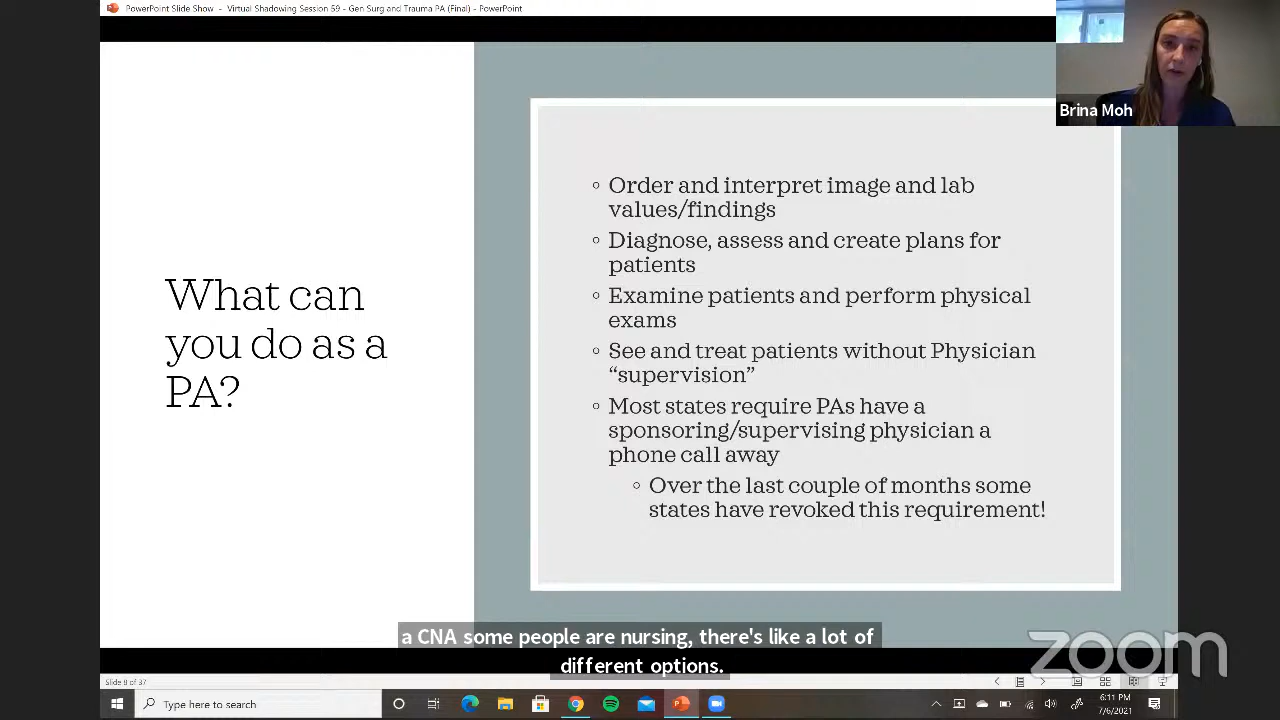 PowerPoint Slide Show - Virtual Shadowing Session 59 - Gen Surg and Trauma PA (Final) - PowerPoint
Brina Moh
What can
you do as a
PA?
◦ Order and interpret image and lab
values/findings
◦ Diagnose, assess and create plans for
patients
◦ Examine patients and perform physical
exams
◦ See and treat patients without Physician
“supervision”
◦ Most states require PAs have a
sponsoring/supervising physician a
phone call away
◦ Over the last couple of months some
states have revoked this requirement!
a CNA some people are nursing, there's like a lot of
different options.
zoom
Slide 8 of 37
Type here to search
6:11 PM
7/6/2021